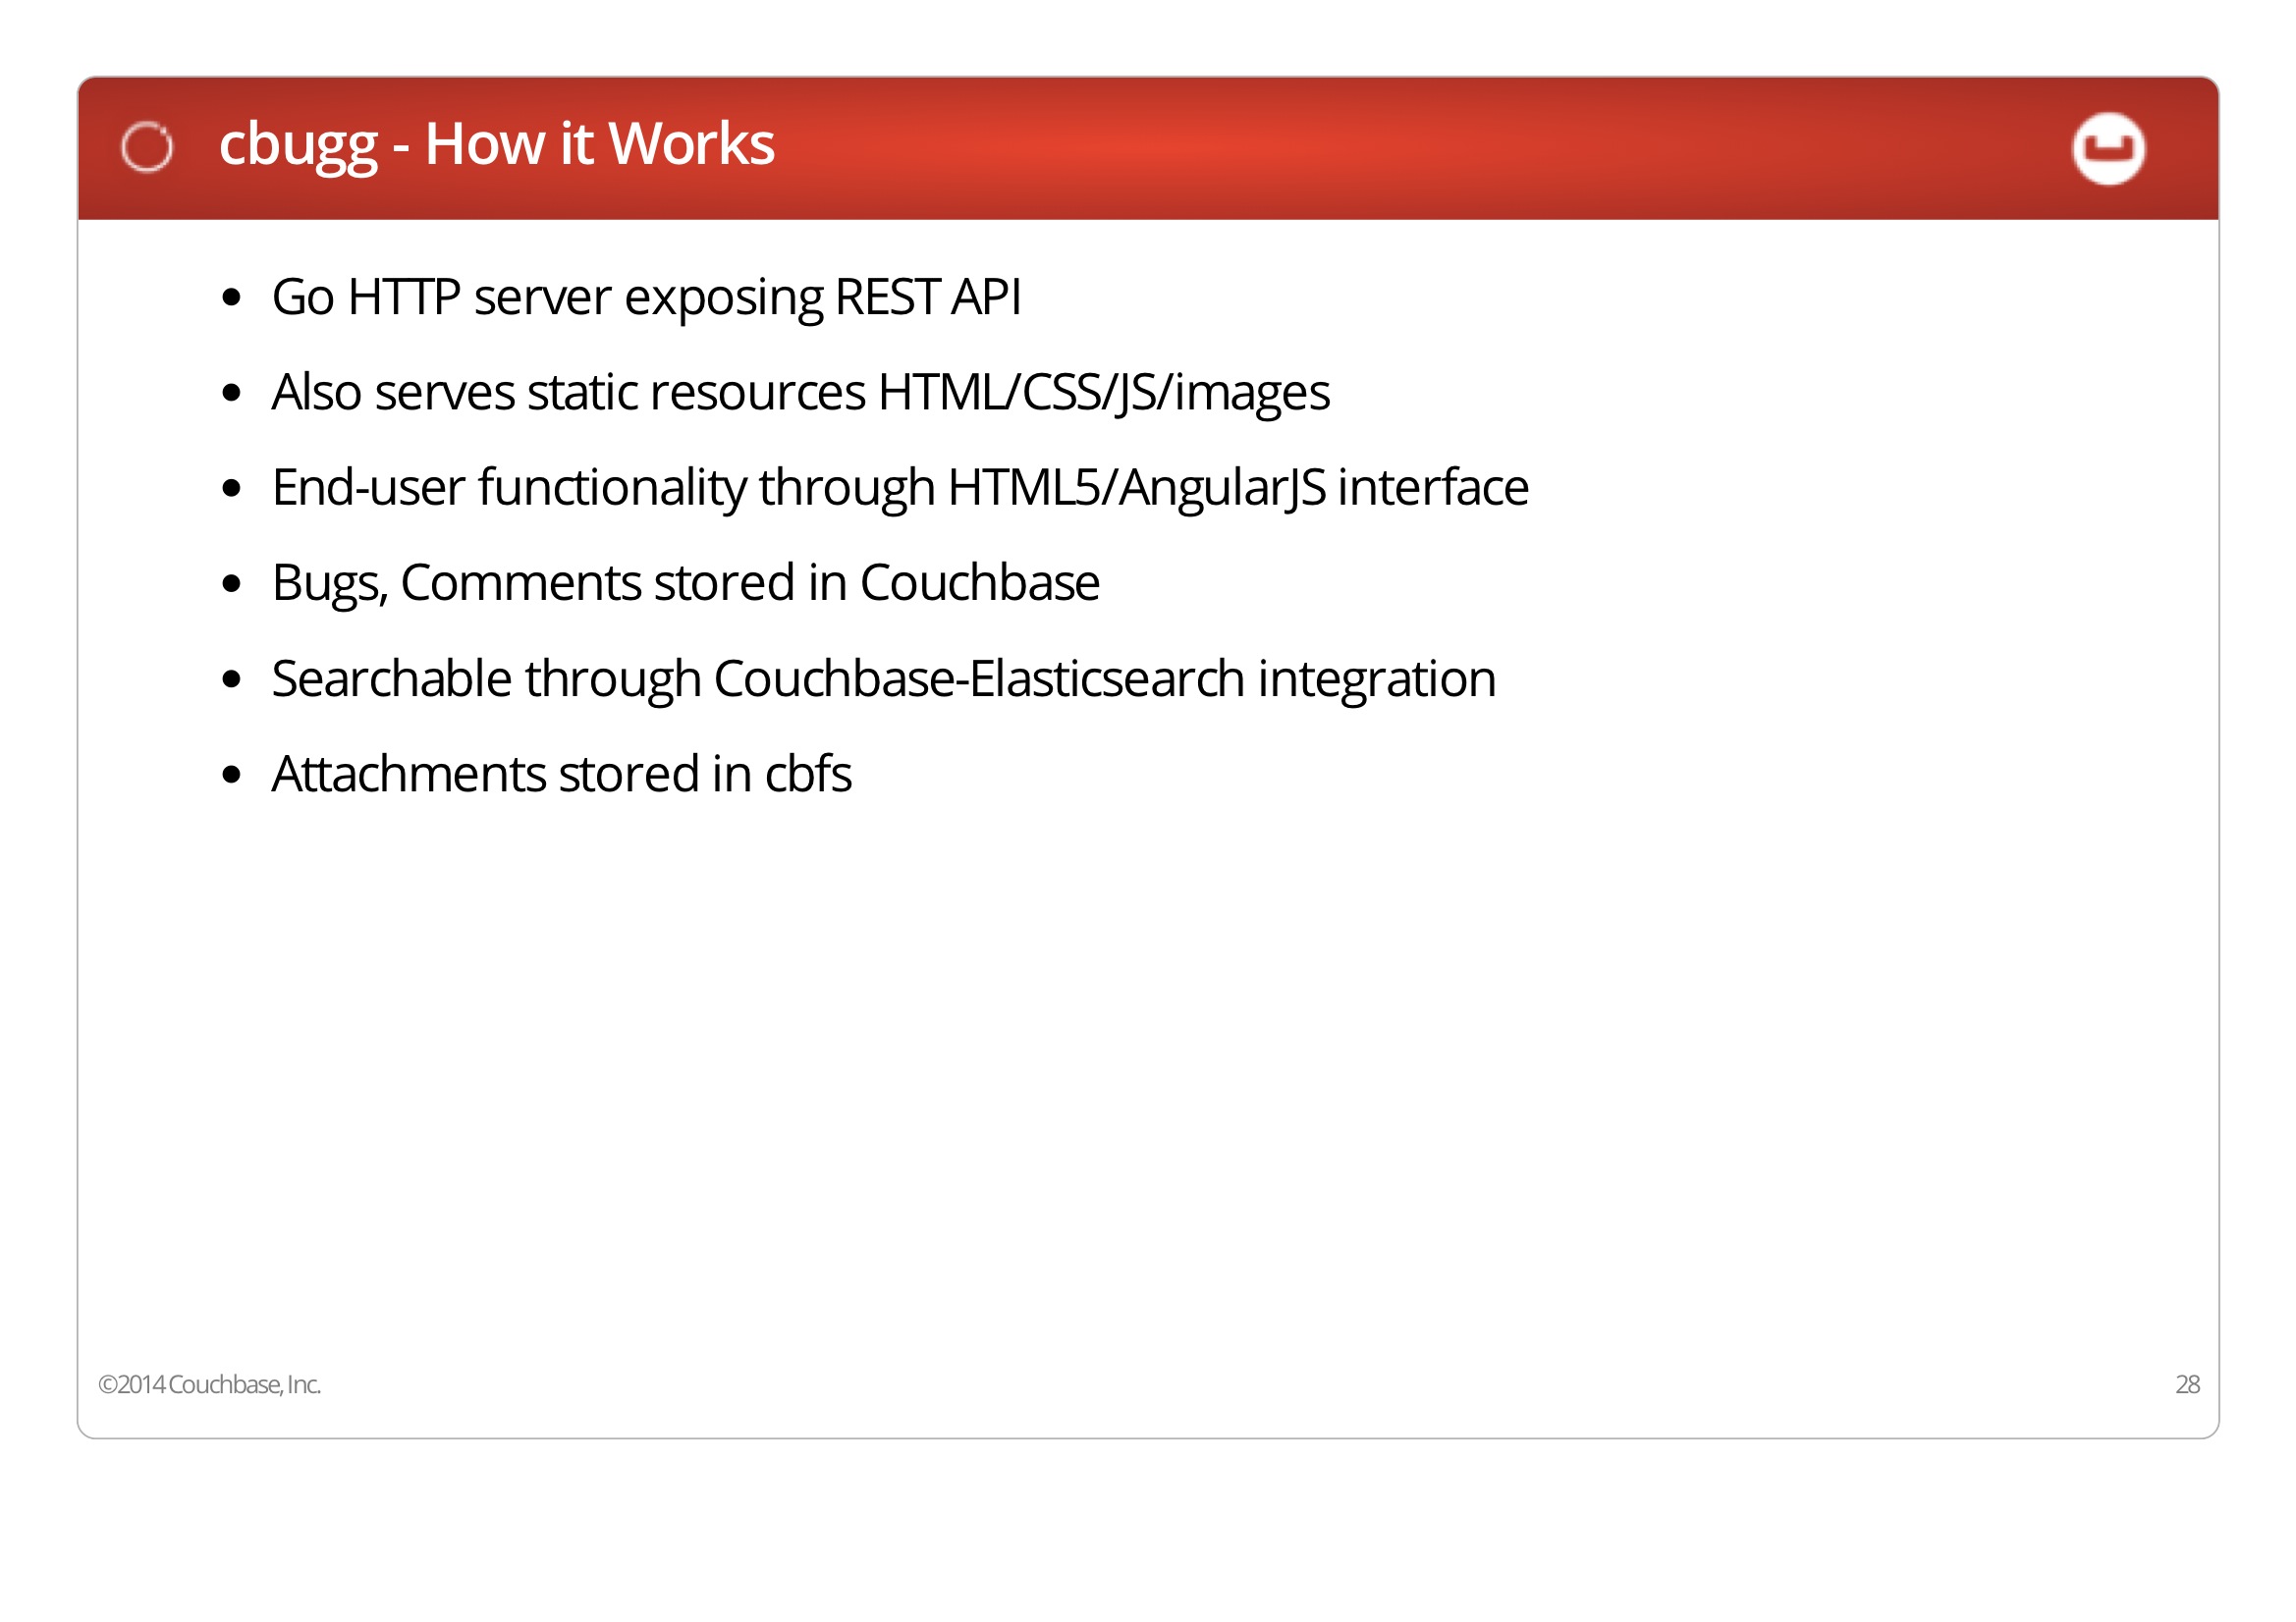 cbugg - How it Works
• Go HTTP server exposing REST API
• Also serves static resources HTML/CSS/JS/images
• End-user functionality through HTML5/AngularJS interface
• Bugs, Comments stored in Couchbase
• Searchable through Couchbase-Elasticsearch integration
• Attachments stored in cbfs
©2014 Couchbase, Inc.
28